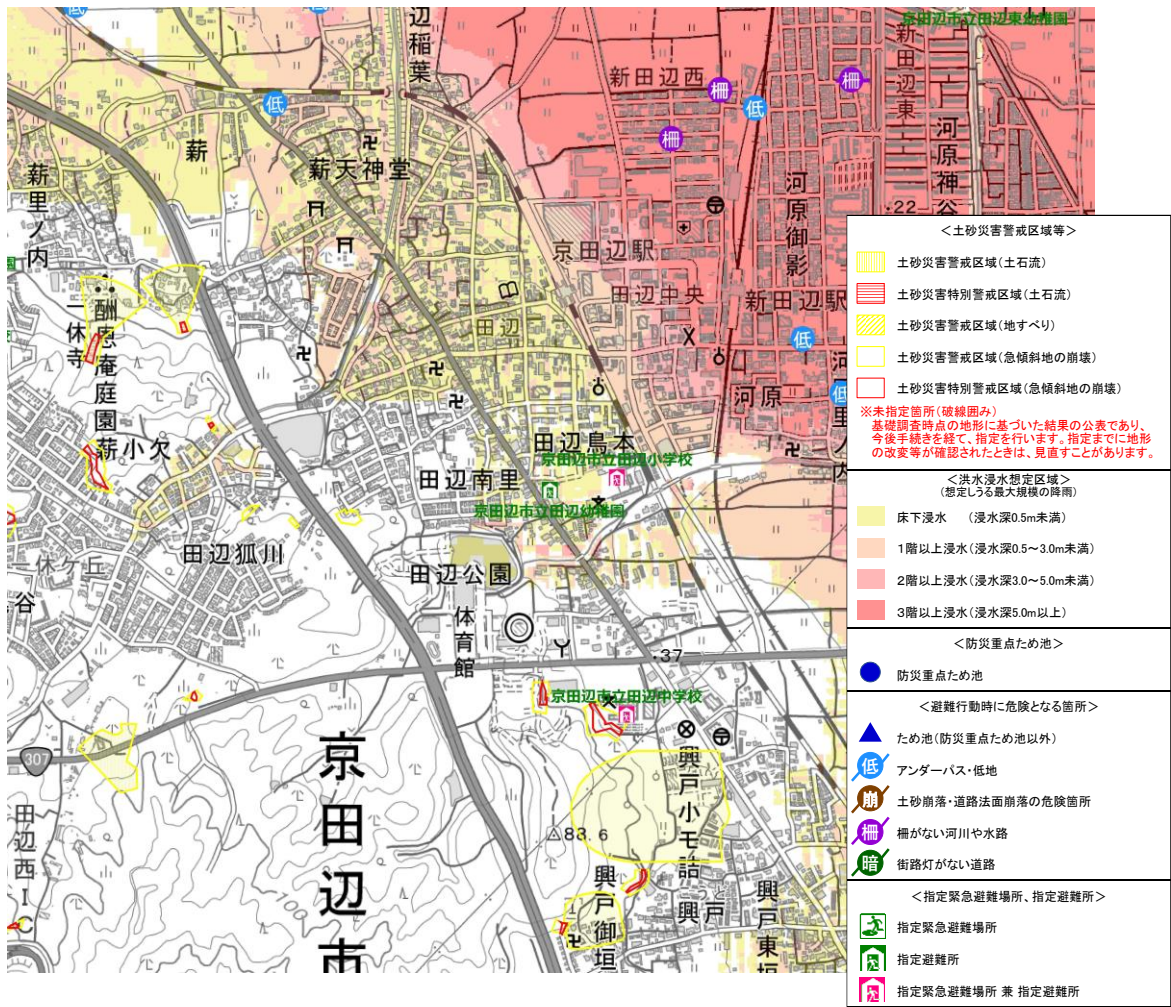 京田辺市立田辺東幼稚園
低
低
辺稲葉
新田辺西
新田辺東
柵
柵
低
低
柵
薪
薪天神堂
薪里ノ内
河原神谷
河原御影
・22
京田辺駅
田辺中央
新田辺駅
田辺
低
低
一休寺
酬恩庵庭園
薪小欠
河原
田辺鳥本
京田辺市立田辺小学校
田辺南里
京田辺市立田辺幼稚園
田辺狐川
一休ケ丘
谷
田辺公園
体育館
・37
京田辺市立田辺中学校
307
京田辺市
田辺西IC
興戸小モ詰
△83.6
興戸御垣
興戸
興戸東垣
<土砂災害警戒区域等>
土砂災害警戒区域(土石流)
土砂災害特別警戒区域(土石流)
土砂災害警戒区域(地すべり)
土砂災害警戒区域(急傾斜地の崩壊)
土砂災害特別警戒区域(急傾斜地の崩壊)
※未指定箇所(破線囲み)
基礎調査時点の地形に基づいた結果の公表であり、
今後手続きを経て、指定を行います。指定までに地形
の改変等が確認されたときは、見直すことがあります。
<洪水浸水想定区域>
(想定しうる最大規模の降雨)
床下浸水 (浸水深0.5m未満)
1階以上浸水(浸水深0.5~3.0m未満)
2階以上浸水(浸水深3.0~5.0m未満)
3階以上浸水(浸水深5.0m以上)
<防災重点ため池>
防災重点ため池
<避難行動時に危険となる箇所>
ため池(防災重点ため池以外)
低 アンダーパス・低地
崩 土砂崩落・道路法面崩落の危険箇所
柵 柵がない河川や水路
暗 街路灯がない道路
<指定緊急避難場所、指定避難所>
指定緊急避難場所
指定避難所
指定緊急避難場所 兼 指定避難所